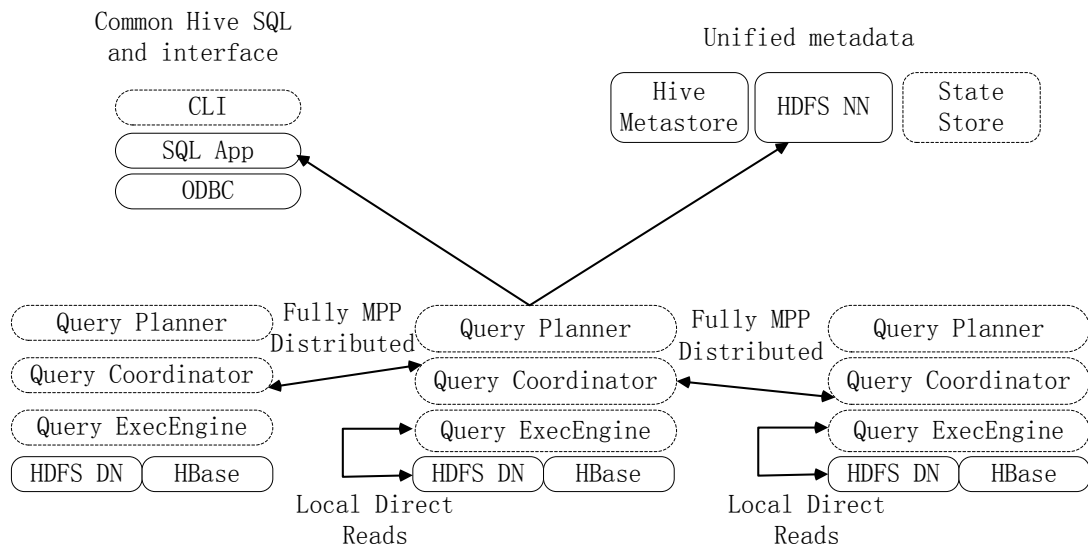 Common Hive SQL
and interface
CLI
SQL App
ODBC
Unified metadata
Hive
Metastore
HDFS NN
State
Store
Query Planner
Query Coordinator
Query ExecEngine
HDFS DN
HBase
Fully MPP
Distributed
Query Planner
Query Coordinator
Query ExecEngine
HDFS DN
HBase
Local Direct
Reads
Fully MPP
Distributed
Query Planner
Query Coordinator
Query ExecEngine
HDFS DN
HBase
Local Direct
Reads